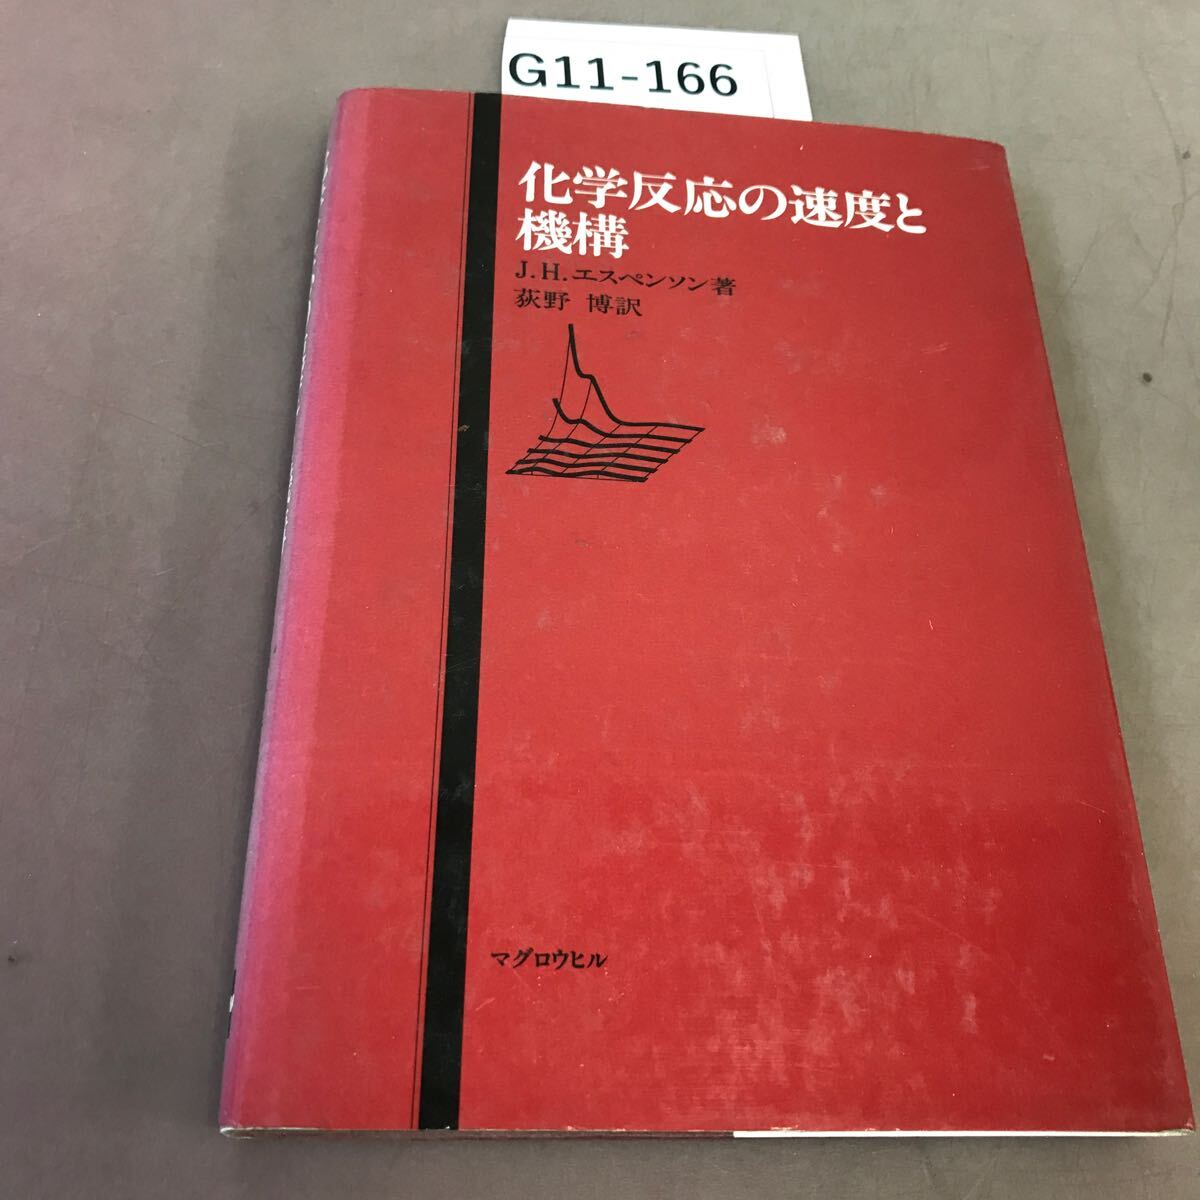 G11-166
化学反応の速度と
機構
J.H.エスペンソン著
荻野 博訳
マグロウヒル